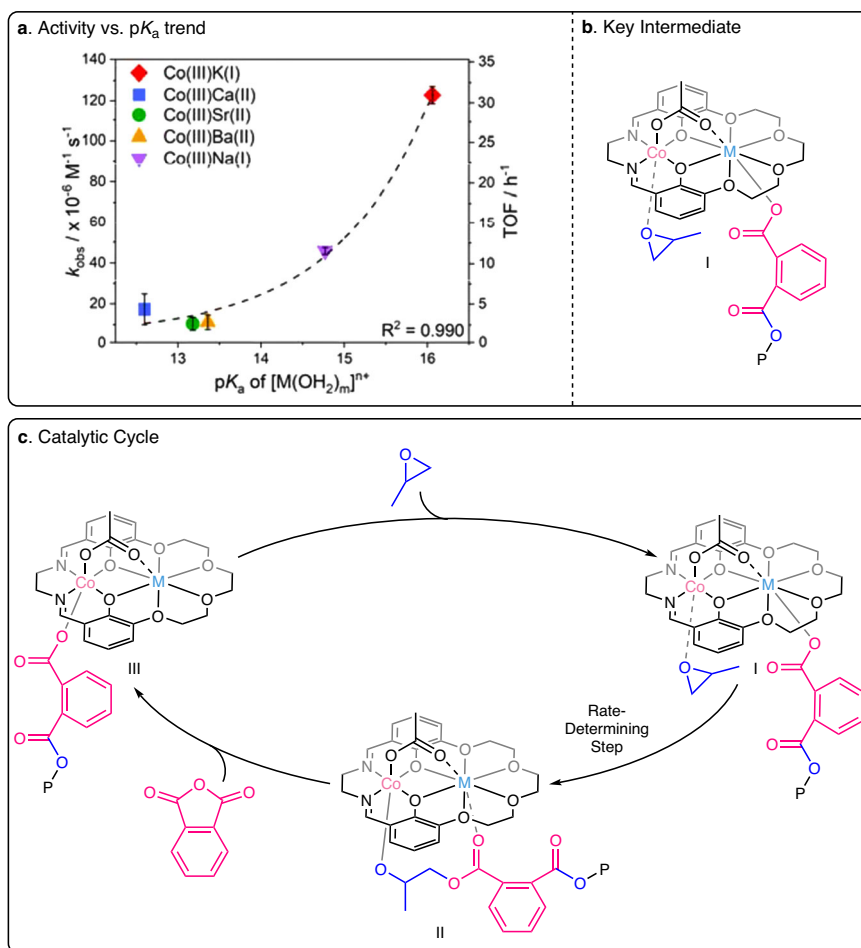 a. Activity vs. pKa trend
140
120
100
80
60
40
20
0
kobs / x 10-6 M-1 s-1
Co(III)K(I)
Co(III)Ca(II)
Co(III)Sr(II)
Co(III)Ba(II)
Co(III)Na(I)
35
30
25
20
15
10
5
0
TOF / h-1
R2 = 0.990
13 14 15 16
pKa of [M(OH2)m]n+
b. Key Intermediate
O O O O
N O O
Co M
N O O
O
O
O
O
I
O
O
P
c. Catalytic Cycle
O
O O O O
N O O
Co M
N O O
O
O
III
O
O
O
P
O O O O
N O O
Co M
N O O
O
O
O
I
O
O
P
Rate-
Determining
Step
O O O
O O O O
N O O
Co M
N O O
O O O
O O P
II